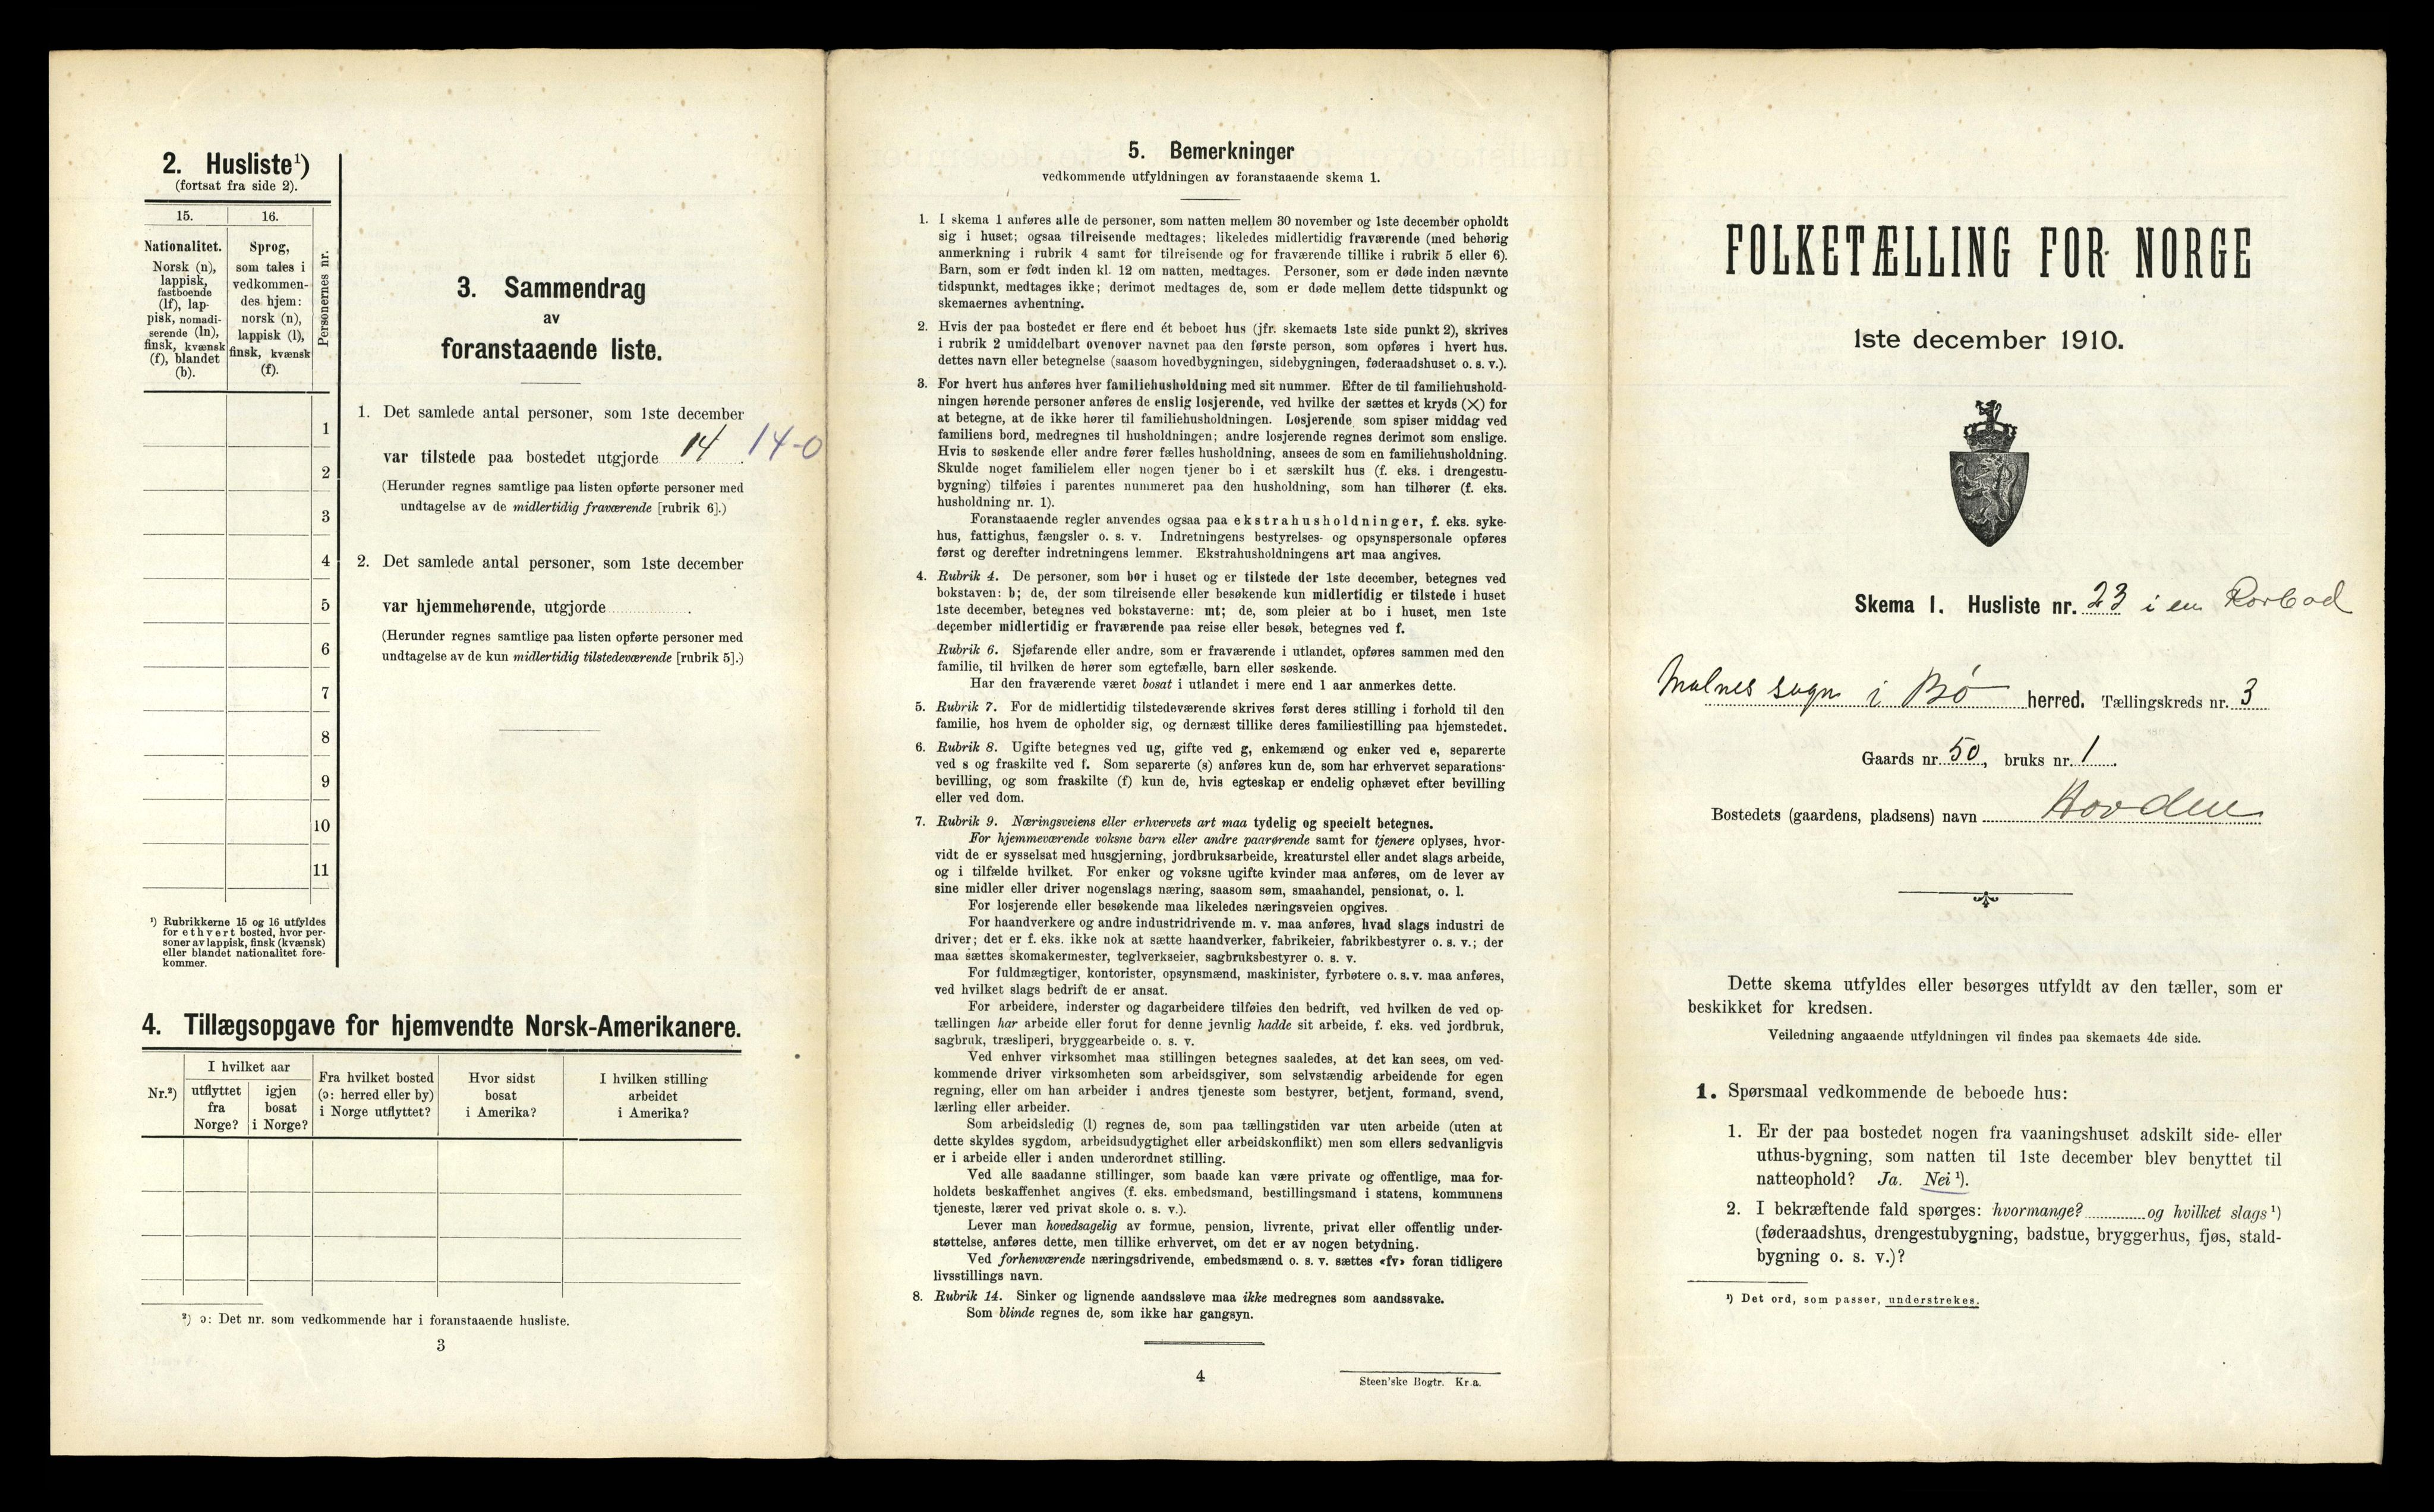 2. Husliste¹)
(fortsat fra side 2).
15.
16.
Nationalitet.
Norsk (n),
lappisk,
fastboende
(lf), lap-
pisk, nomadi-
serende (ln),
finsk, kvænsk
(f), blandet
(b).
Sprog,
som tales i
vedkommen-
des hjem:
norsk (n),
lappisk (l),
finsk, kvænsk
(f).
Personernes nr.
1
2
3
4
5
6
7
8
9
10
11
¹) Rubrikkerne 15 og 16 utfyldes
for ethvert bosted, hvor per-
soner av lappisk, finsk (kvænsk)
eller blandet nationalitet fore-
kommer.
3. Sammendrag
av
foranstaaende liste.
1. Det samlede antal personer, som 1ste december
var tilstede paa bostedet utgjorde 14. 14-0
(Herunder regnes samtlige paa listen opførte personer med
undtagelse av de midlertidig fraværende [rubrik 6].)
2. Det samlede antal personer, som 1ste december
var hjemmehørende, utgjorde ............ .
(Herunder regnes samtlige paa listen opførte personer med
undtagelse av de kun midlertidig tilstedeværende [rubrik 5].)
4. Tillægsopgave for hjemvendte Norsk-Amerikanere.
Nr.²)
I hvilket aar
utflyttet
fra
Norge?
igjen
bosat
i Norge?
Fra hvilket bosted
(ɔ: herred eller by)
i Norge utflyttet?
Hvor sidst
bosat
i Amerika?
I hvilken stilling
arbeidet
i Amerika?
²) ɔ: Det nr. som vedkommende har i foranstaaende husliste.
3
5. Bemerkninger
vedkommende utfyldningen av foranstaaende skema 1.
1. I skema 1 anføres alle de personer, som natten mellem 30 november og 1ste december opholdt
sig i huset; ogsaa tilreisende medtages; likeledes midlertidig fraværende (med behørig
anmerkning i rubrik 4 samt for tilreisende og for fraværende tillike i rubrik 5 eller 6).
Barn, som er født inden kl. 12 om natten, medtages. Personer, som er døde inden nævnte
tidspunkt, medtages ikke; derimot medtages de, som er døde mellem dette tidspunkt og
skemaernes avhentning.
2. Hvis der paa bostedet er flere end ét beboet hus (jfr. skemaets 1ste side punkt 2), skrives
i rubrik 2 umiddelbart ovenover navnet paa den første person, som opføres i hvert hus.
dettes navn eller betegnelse (saasom hovedbygningen, sidebygningen, føderaadshuset o. s. v.).
3. For hvert hus anføres hver familiehusholdning med sit nummer. Efter de til familiehushold-
ningen hørende personer anføres de enslig losjerende, ved hvilke der sættes et kryds (×) for
at betegne, at de ikke hører til familiehusholdningen. Losjerende som spiser middag ved
familiens bord, medregnes til husholdningen; andre losjerende regnes derimot som enslige.
Hvis to søskende eller andre fører fælles husholdning, ansees de som en familiehusholdning.
Skulde noget familielem eller nogen tjener bo i et særskilt hus (f. eks. i drengestu-
bygning) tilføies i parentes nummeret paa den husholdning, som han tilhører (f. eks.
husholdning nr. 1).
Foranstaaende regler anvendes ogsaa paa ekstrahusholdninger, f. eks. syke-
hus, fattighus, fængsler o. s. v. Indretningens bestyrelses- og opsynspersonale opføres
først og derefter indretningens lemmer. Ekstrahusholdningens art maa angives.
4. Rubrik 4. De personer, som bor i huset og er tilstede der 1ste december, betegnes ved
bokstaven: b; de, der som tilreisende eller besøkende kun midlertidig er tilstede i huset
1ste december, betegnes ved bokstaverne: mt; de, som pleier at bo i huset, men 1ste
december midlertidig er fraværende paa reise eller besøk, betegnes ved f.
Rubrik 6. Sjøfarende eller andre, som er fraværende i utlandet, opføres sammen med den
familie, til hvilken de hører som egtefælle, barn eller søskende.
Har den fraværende været bosat i utlandet i mere end 1 aar anmerkes dette.
5. Rubrik 7. For de midlertidig tilstedeværende skrives først deres stilling i forhold til den
familie, hos hvem de opholder sig, og dernæst tillike deres familiestilling paa hjemstedet.
6. Rubrik 8. Ugifte betegnes ved ug, gifte ved g, enkemænd og enker ved e, separerte
ved s og fraskilte ved f. Som separerte (s) anføres kun de, som har erhvervet separations-
bevilling, og som fraskilte (f) kun de, hvis egteskap er endelig ophævet efter bevilling
eller ved dom.
7. Rubrik 9. Næringsveiens eller erhvervets art maa tydelig og specielt betegnes.
For hjemmeværende voksne barn eller andre paarørende samt for tjenere oplyses, hvor-
vidt de er sysselsat med husgjerning, jordbruksarbeide, kreaturstel eller andet slags arbeide,
og i tilfælde hvilket. For enker og voksne ugifte kvinder maa anføres, om de lever av
sine midler eller driver nogenslags næring, saasom søm, smaahandel, pensionat, o. l.
For losjerende eller besøkende maa likeledes næringsveien opgives.
For haandverkere og andre industridrivende m. v. maa anføres, hvad slags industri de
driver; det er f. eks. ikke nok at sætte haandverker, fabrikeier, fabrikbestyrer o. s. v.; der
maa sættes skomakermester, teglverkseier, sagbruksbestyrer o. s. v.
For fuldmægtiger, kontorister, opsynsmænd, maskinister, fyrbøtere o. s. v. maa anføres,
ved hvilket slags bedrift de er ansat.
For arbeidere, inderster og dagarbeidere tilføies den bedrift, ved hvilken de ved op-
tællingen har arbeide eller forut for denne jevnlig hadde sit arbeide, f. eks. ved jordbruk,
sagbruk, træsliperi, bryggearbeide o. s. v.
Ved enhver virksomhet maa stillingen betegnes saaledes, at det kan sees, om ved-
kommende driver virksomheten som arbeidsgiver, som selvstændig arbeidende for egen
regning, eller om han arbeider i andres tjeneste som bestyrer, betjent, formand, svend,
lærling eller arbeider.
Som arbeidsledig (l) regnes de, som paa tællingstiden var uten arbeide (uten at
dette skyldes sygdom, arbeidsudygtighet eller arbeidskonflikt) men som ellers sedvanligvis
er i arbeide eller i anden underordnet stilling.
Ved alle saadanne stillinger, som baade kan være private og offentlige, maa for-
holdets beskaffenhet angives (f. eks. embedsmand, bestillingsmand i statens, kommunens
tjeneste, lærer ved privat skole o. s. v.).
Lever man hovedsagelig av formue, pension, livrente, privat eller offentlig under-
støttelse, anføres dette, men tillike erhvervet, om det er av nogen betydning.
Ved forhenværende næringsdrivende, embedsmænd o. s. v. sættes «fv» foran tidligere
livsstillings navn.
8. Rubrik 14. Sinker og lignende aandssløve maa ikke medregnes som aandssvake.
Som blinde regnes de, som ikke har gangsyn.
4
Steen'ske Bogtr. Kr.a.
FOLKETÆLLING FOR NORGE
1ste december 1910.
Skema 1. Husliste nr. 23 i en Rorbod
Malnes sogn i Bø herred. Tællingskreds nr. 3
Gaards nr. 50, bruks nr. 1.
Bostedets (gaardens, pladsens) navn Hovden
Dette skema utfyldes eller besørges utfyldt av den tæller, som er
beskikket for kredsen.
Veiledning angaaende utfyldningen vil findes paa skemaets 4de side.
1. Spørsmaal vedkommende de beboede hus:
1. Er der paa bostedet nogen fra vaaningshuset adskilt side- eller
uthus-bygning, som natten til 1ste december blev benyttet til
natteophold? Ja. Nei ¹).
2. I bekræftende fald spørges: hvormange? ............ og hvilket slags ¹)
(føderaadshus, drengestubygning, badstue, bryggerhus, fjøs, stald-
bygning o. s. v.)?
¹) Det ord, som passer, understrekes.